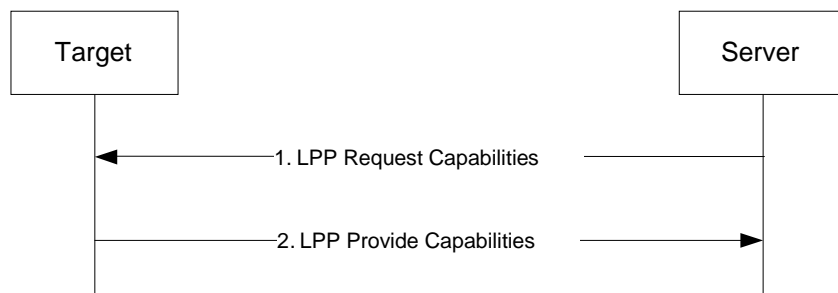 Target
Server
1. LPP Request Capabilities
2. LPP Provide Capabilities